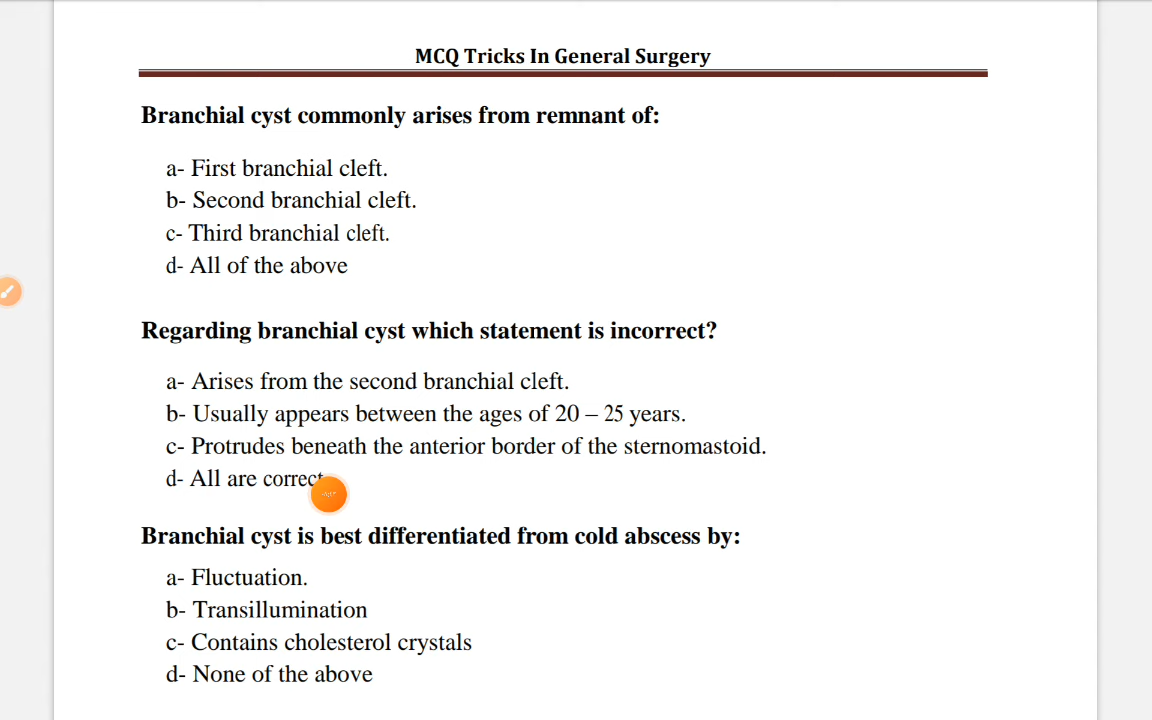 MCQ Tricks In General Surgery
Branchial cyst commonly arises from remnant of:
a- First branchial cleft.
b- Second branchial cleft.
c- Third branchial cleft.
d- All of the above
Regarding branchial cyst which statement is incorrect?
a- Arises from the second branchial cleft.
b- Usually appears between the ages of 20 – 25 years.
c- Protrudes beneath the anterior border of the sternomastoid.
d- All are correct
Branchial cyst is best differentiated from cold abscess by:
a- Fluctuation.
b- Transillumination
c- Contains cholesterol crystals
d- None of the above